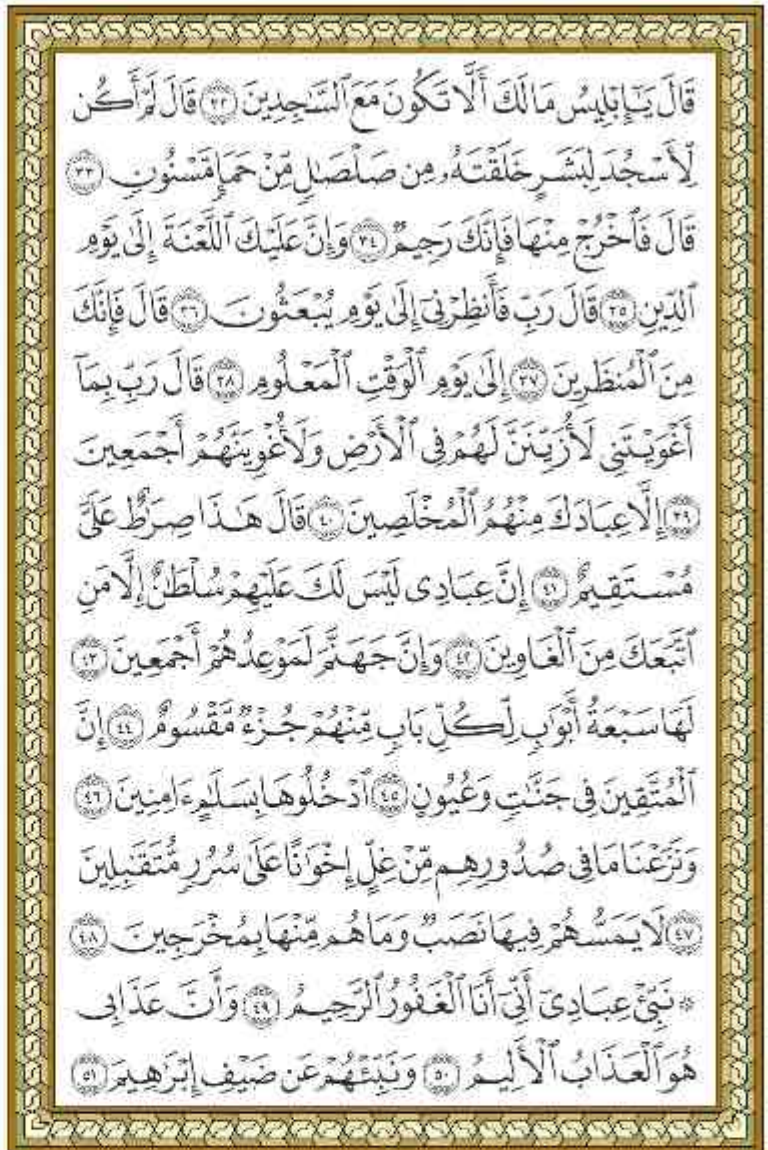 قَالَ يَـٰٓإِبْلِيسُ مَا لَكَ أَلَّا تَكُونَ مَعَ ٱلسَّـٰجِدِينَ ٣٢ قَالَ لَمْ أَكُن
لِّأَسْجُدَ لِبَشَرٍ خَلَقْتَهُۥ مِن صَلْصَـٰلٍ مِّنْ حَمَإٍ مَّسْنُونٍ ٣٣
قَالَ فَٱخْرُجْ مِنْهَا فَإِنَّكَ رَجِيمٌ ٣٤ وَإِنَّ عَلَيْكَ ٱللَّعْنَةَ إِلَىٰ يَوْمِ
ٱلدِّينِ ٣٥ قَالَ رَبِّ فَأَنظِرْنِىٓ إِلَىٰ يَوْمِ يُبْعَثُونَ ٣٦ قَالَ فَإِنَّكَ
مِنَ ٱلْمُنظَرِينَ ٣٧ إِلَىٰ يَوْمِ ٱلْوَقْتِ ٱلْمَعْلُومِ ٣٨ قَالَ رَبِّ بِمَآ
أَغْوَيْتَنِى لَأُزَيِّنَنَّ لَهُمْ فِى ٱلْأَرْضِ وَلَأُغْوِيَنَّهُمْ أَجْمَعِينَ
٣٩ إِلَّا عِبَادَكَ مِنْهُمُ ٱلْمُخْلَصِينَ ٤٠ قَالَ هَـٰذَا صِرَٰطٌ عَلَىَّ
مُسْتَقِيمٌ ٤١ إِنَّ عِبَادِى لَيْسَ لَكَ عَلَيْهِمْ سُلْطَـٰنٌ إِلَّا مَنِ
ٱتَّبَعَكَ مِنَ ٱلْغَاوِينَ ٤٢ وَإِنَّ جَهَنَّمَ لَمَوْعِدُهُمْ أَجْمَعِينَ ٤٣
لَهَا سَبْعَةُ أَبْوَٰبٍ لِّكُلِّ بَابٍ مِّنْهُمْ جُزْءٌ مَّقْسُومٌ ٤٤ إِنَّ
ٱلْمُتَّقِينَ فِى جَنَّـٰتٍ وَعُيُونٍ ٤٥ ٱدْخُلُوهَا بِسَلَـٰمٍ ءَامِنِينَ ٤٦
وَنَزَعْنَا مَا فِى صُدُورِهِم مِّنْ غِلٍّ إِخْوَٰنًا عَلَىٰ سُرُرٍ مُّتَقَـٰبِلِينَ
٤٧ لَا يَمَسُّهُمْ فِيهَا نَصَبٌ وَمَا هُم مِّنْهَا بِمُخْرَجِينَ ٤٨
۞ نَبِّئْ عِبَادِىٓ أَنِّىٓ أَنَا ٱلْغَفُورُ ٱلرَّحِيمُ ٤٩ وَأَنَّ عَذَابِى
هُوَ ٱلْعَذَابُ ٱلْأَلِيمُ ٥٠ وَنَبِّئْهُمْ عَن ضَيْفِ إِبْرَٰهِيمَ ٥١